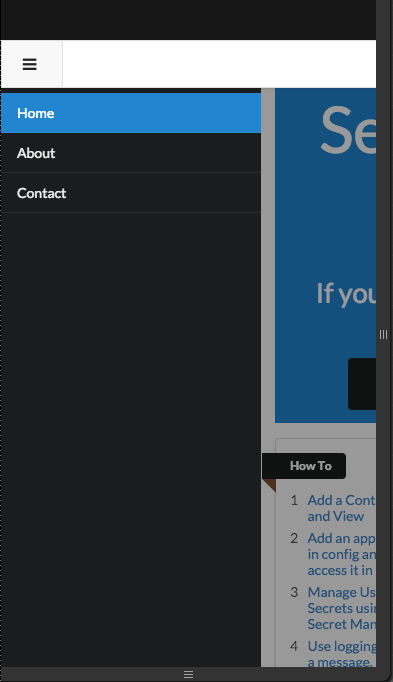 Home
About
Contact
Se
If you
How To
1 Add a Cont
and View
2 Add an app
in config an
access it in
3 Manage Us
Secrets usin
Secret Man
4 Use logging
a message.